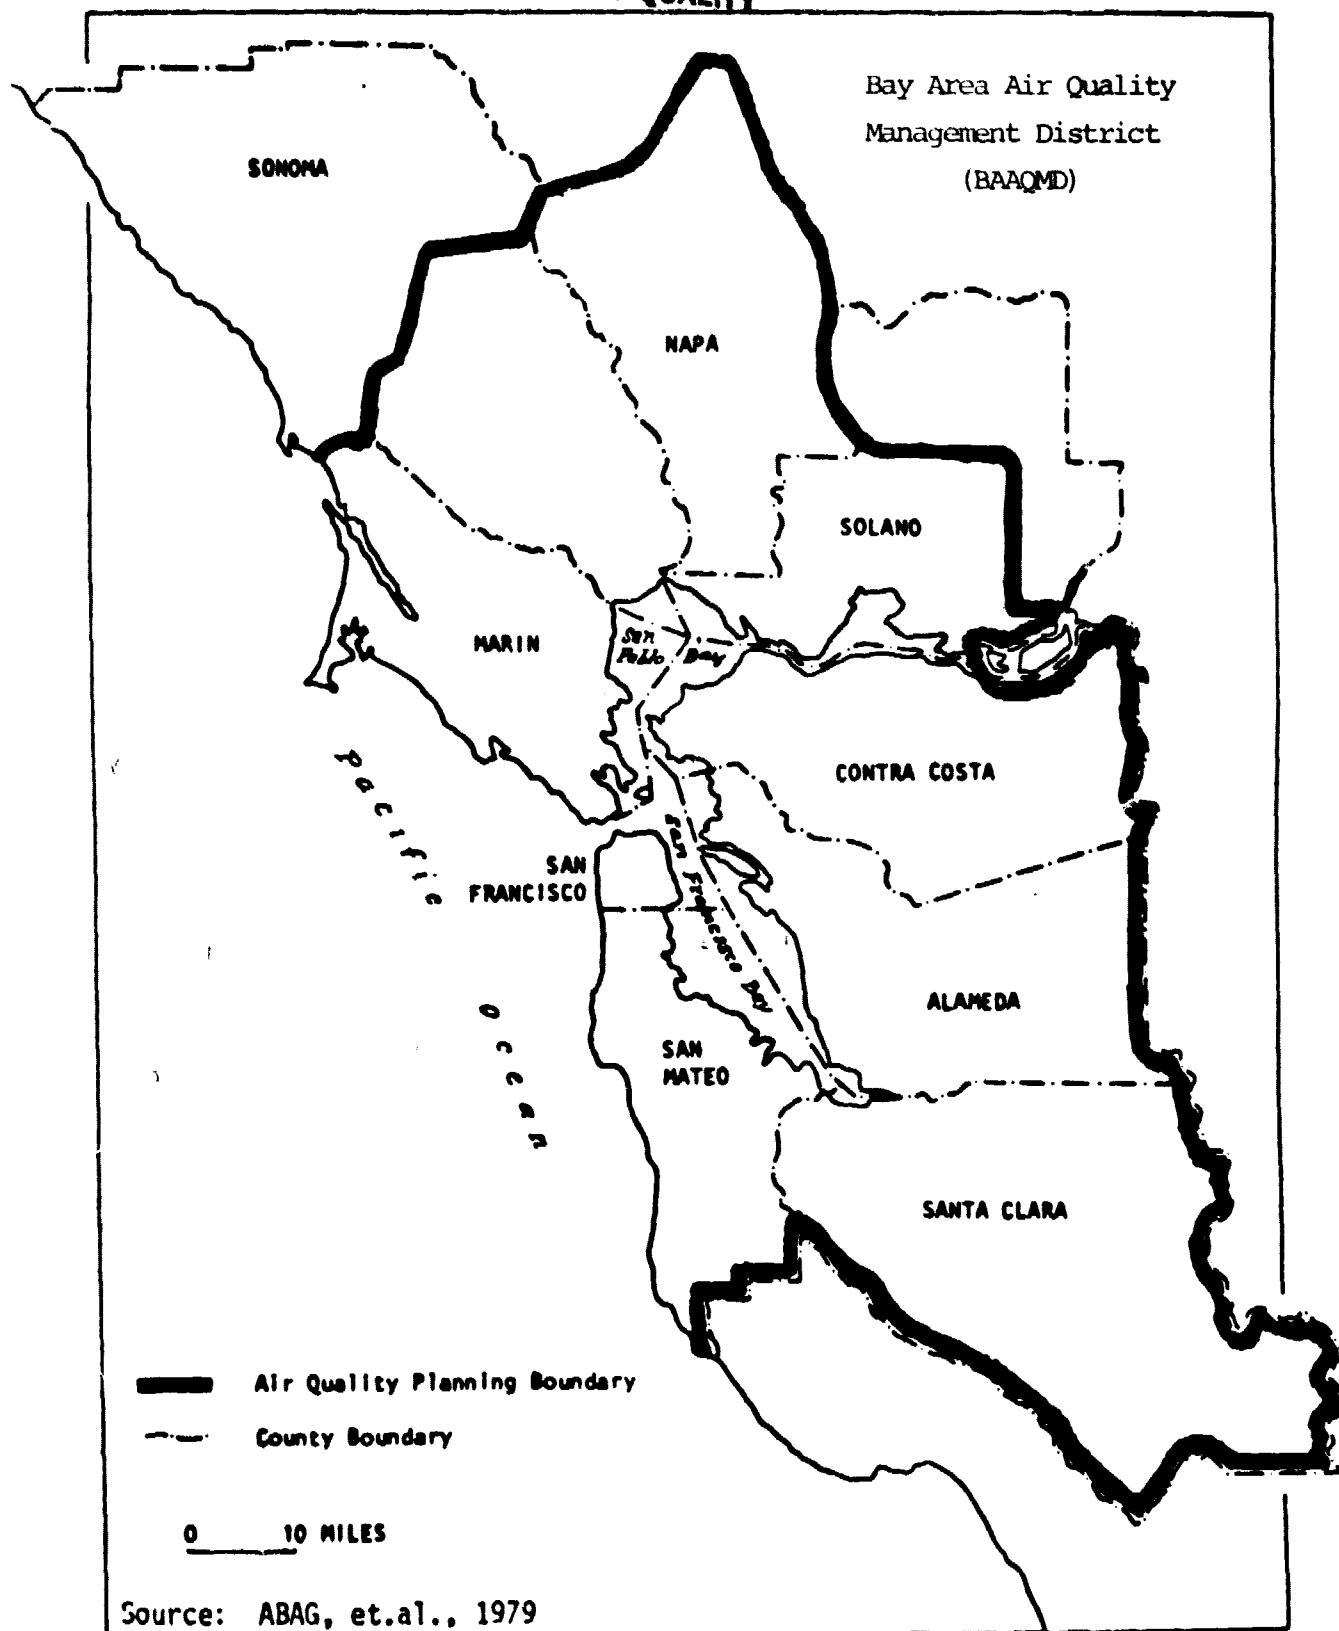 QUALITY
Bay Area Air Quality
Management District
(BAAQMD)
SONOMA
NAPA
SOLANO
MARIN
San
Pablo Bay
CONTRA COSTA
Pacific
Ocean
SAN
FRANCISCO
San Francisco Bay
ALAMEDA
SAN
MATEO
SANTA CLARA
Air Quality Planning Boundary
County Boundary
0 10 MILES
Source: ABAG, et.al., 1979